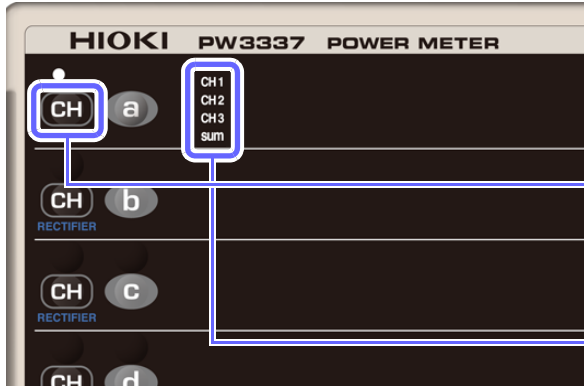 HIOKI PW3337 POWER METER
CH a
CH1
CH2
CH3
sum
CH b
RECTIFIER
CH c
RECTIFIER
CH d